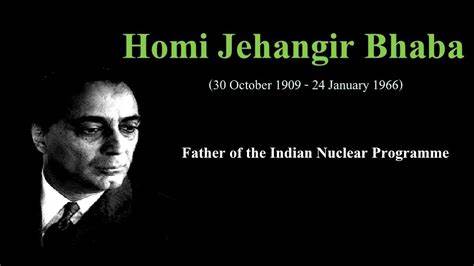 Homi Jehangir Bhaba
(30 October 1909 - 24 January 1966)
Father of the Indian Nuclear Programme